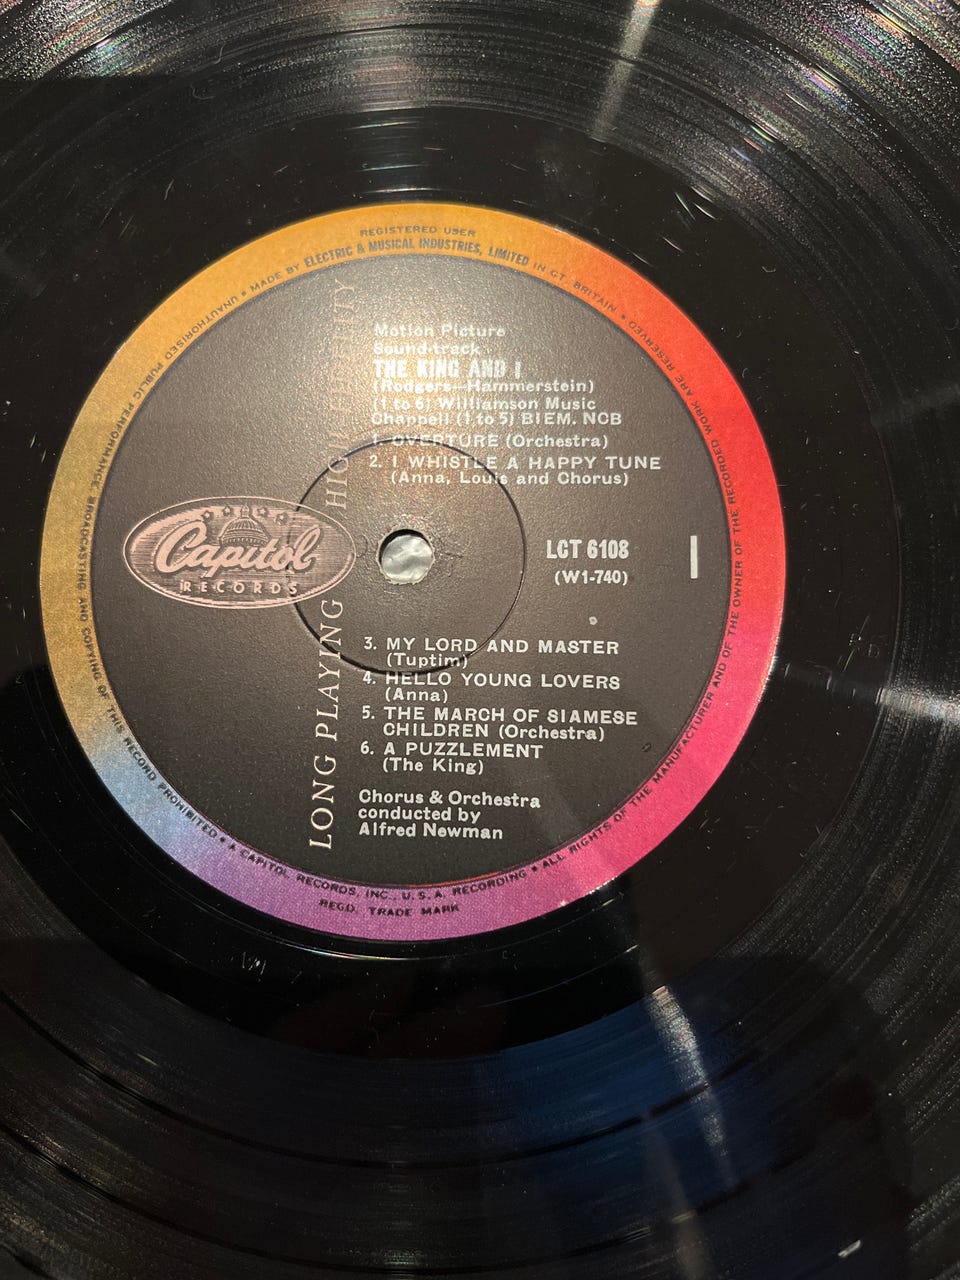 REGISTERED USER
MADE BY ELECTRIC & MUSICAL INDUSTRIES, LIMITED IN GT. BRITAIN • ALL RIGHTS OF THE MANUFACTURER AND OF THE OWNER OF THE RECORDED WORK ARE RESERVED • UNAUTHORISED PUBLIC PERFORMANCE BROADCASTING AND COPYING OF THIS RECORD PROHIBITED • A CAPITOL RECORDS, INC., U.S.A. RECORDING •
REGD. TRADE MARK
LONG PLAYING HIGH FIDELITY
Capitol
RECORDS
Motion Picture
Sound-track
THE KING AND I
(Rodgers—Hammerstein)
(1 to 6) Williamson Music
Chappell (1 to 5) BIEM. NCB
1. OVERTURE (Orchestra)
2. I WHISTLE A HAPPY TUNE
(Anna, Louis and Chorus)
LCT 6108
(W1-740)
1
3. MY LORD AND MASTER
(Tuptim)
4. HELLO YOUNG LOVERS
(Anna)
5. THE MARCH OF SIAMESE
CHILDREN (Orchestra)
6. A PUZZLEMENT
(The King)
Chorus & Orchestra
conducted by
Alfred Newman